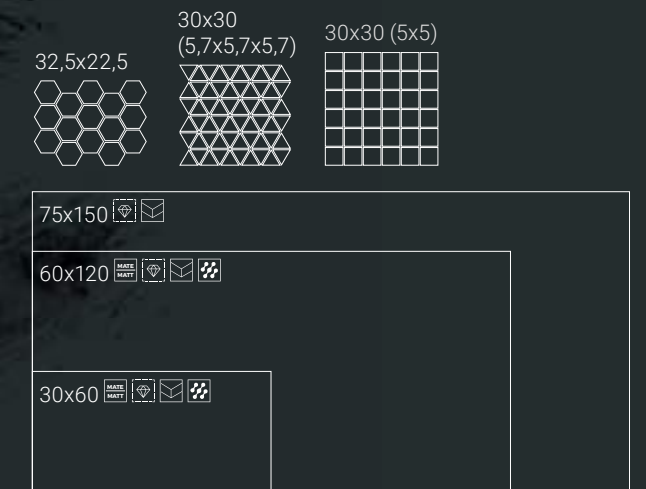 32,5x22,5
30x30
(5,7x5,7x5,7)
30x30 (5x5)
75x150
60x120 MATE MATT
30x60 MATE MATT